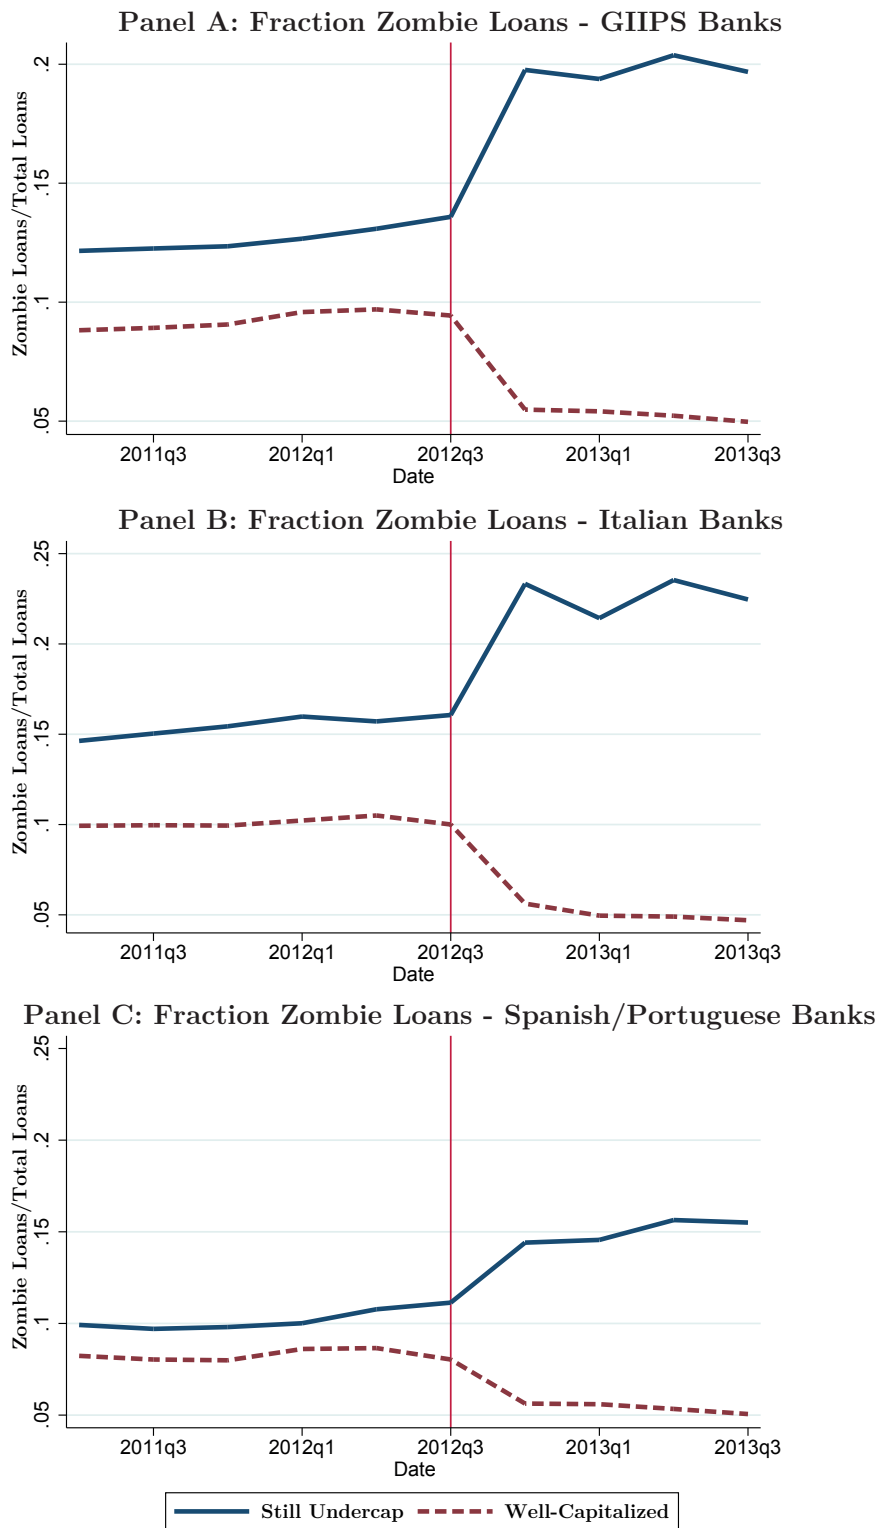 Panel A: Fraction Zombie Loans - GIIPS Banks
Zombie Loans/Total Loans
.2
.15
.1
.05
2011q3 2012q1 2012q3 2013q1 2013q3
Date
Panel B: Fraction Zombie Loans - Italian Banks
Zombie Loans/Total Loans
.25
.2
.15
.1
.05
2011q3 2012q1 2012q3 2013q1 2013q3
Date
Panel C: Fraction Zombie Loans - Spanish/Portuguese Banks
Zombie Loans/Total Loans
.25
.2
.15
.1
.05
2011q3 2012q1 2012q3 2013q1 2013q3
Date
Still Undercap Well-Capitalized